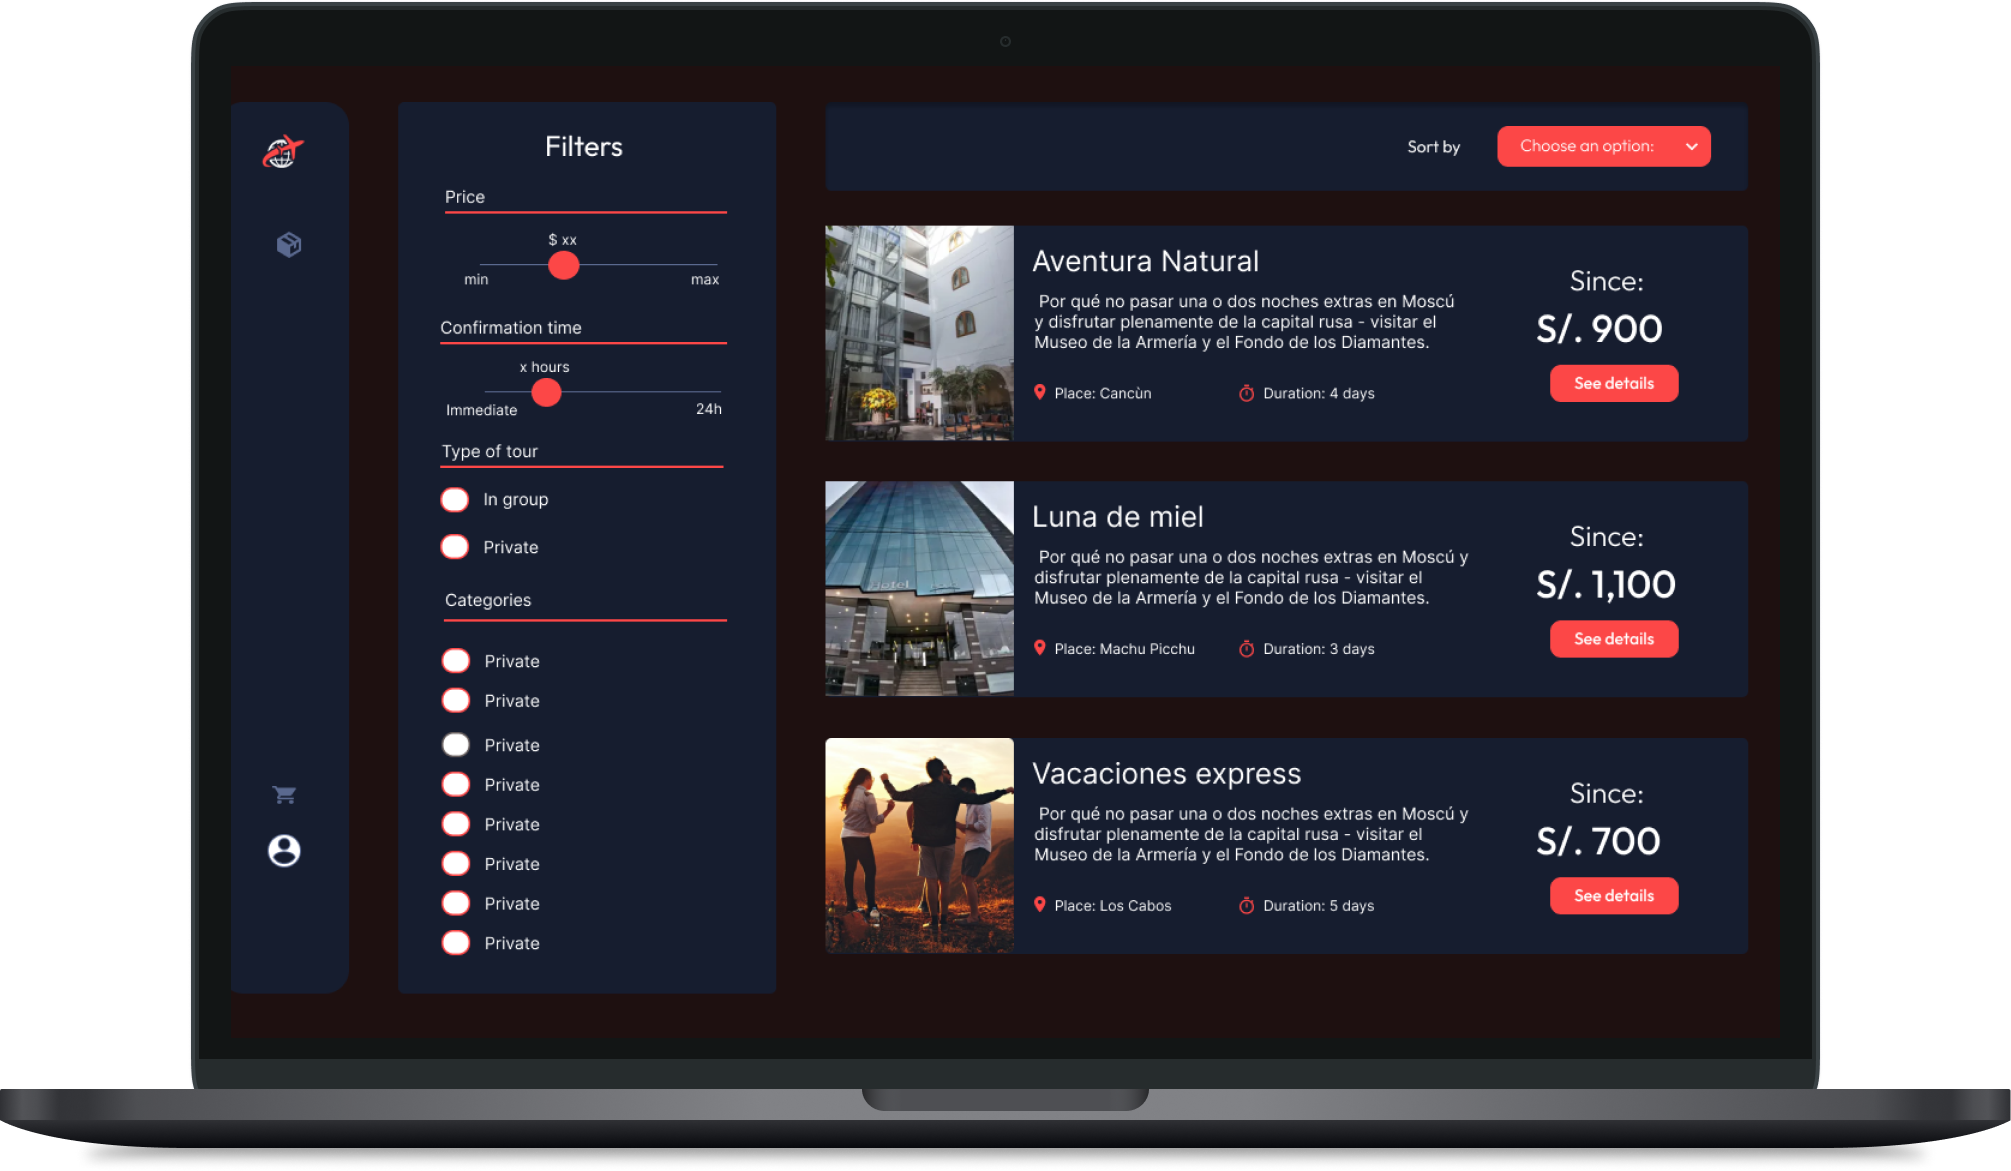 Filters
Price
$ xx
min
max
Confirmation time
x hours
Immediate
24h
Type of tour
In group
Private
Categories
Private
Private
Private
Private
Private
Private
Private
Private
Sort by
Choose an option:
Aventura Natural
Por qué no pasar una o dos noches extras en Moscú
y disfrutar plenamente de la capital rusa - visitar el
Museo de la Armería y el Fondo de los Diamantes.
Place: Cancùn
Duration: 4 days
Since:
S/. 900
See details
hotel
Luna de miel
Por qué no pasar una o dos noches extras en Moscú y
disfrutar plenamente de la capital rusa - visitar el
Museo de la Armería y el Fondo de los Diamantes.
Place: Machu Picchu
Duration: 3 days
Since:
S/. 1,100
See details
Vacaciones express
Por qué no pasar una o dos noches extras en Moscú y
disfrutar plenamente de la capital rusa - visitar el
Museo de la Armería y el Fondo de los Diamantes.
Place: Los Cabos
Duration: 5 days
Since:
S/. 700
See details